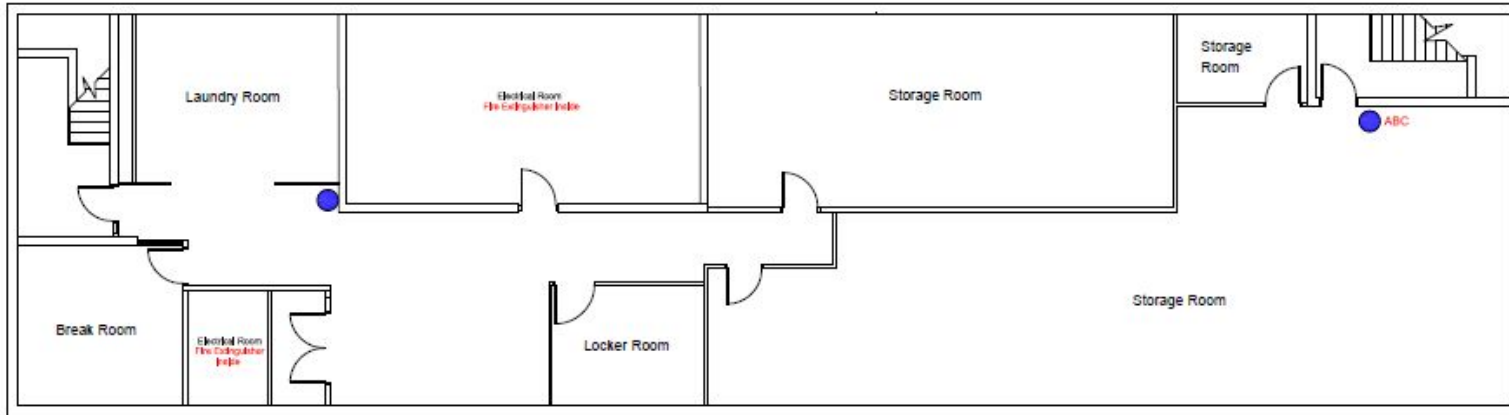 Laundry Room
Electrical Room
Fire Extinguisher Inside
Storage Room
Storage
Room
ABC
Break Room
Electrical Room
Fire Extinguisher
Inside
Locker Room
Storage Room